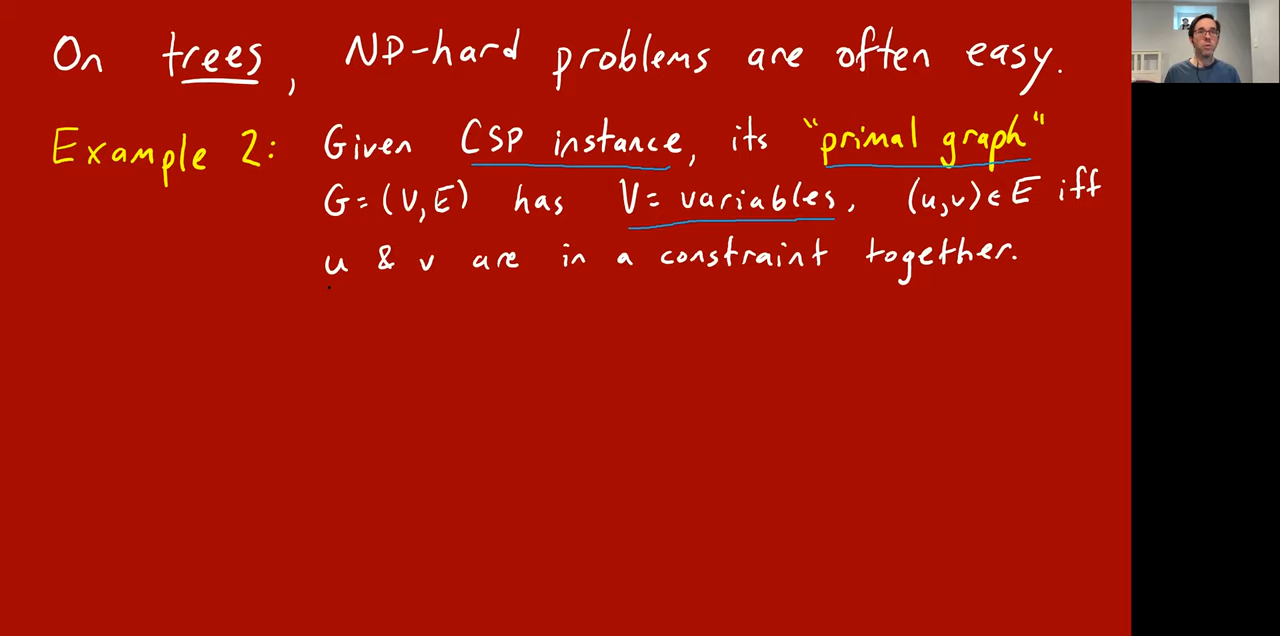 On trees, NP-hard problems are often easy.
Example 2: Given CSP instance, its "primal graph"
G=(V,E) has V= variables, (u,v)∈E iff
u & v are in a constraint together.